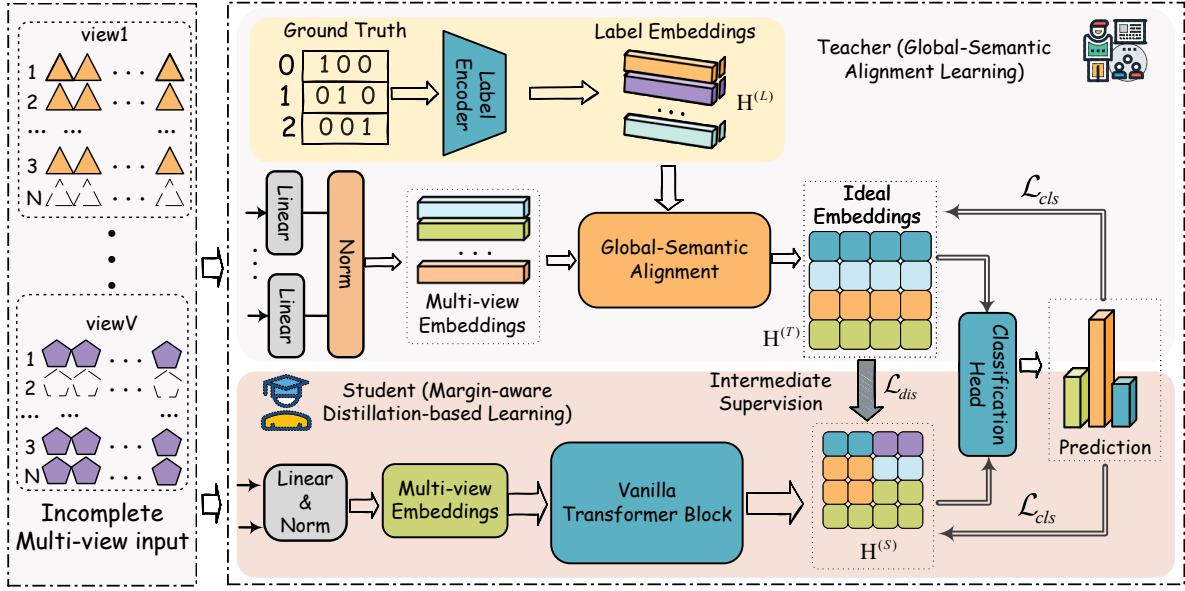 view1
1
2
... ...
...
3
...
N
...
viewV
1
...
2
...
... ...
...
3
...
N
...
Incomplete
Multi-view input
Ground Truth
0 1 0 0
1 0 1 0
2 0 0 1
Label
Encoder
Label Embeddings
...
H^(L)
Teacher (Global-Semantic
Alignment Learning)
Linear
...
Linear
Norm
...
Multi-view
Embeddings
Global-Semantic
Alignment
Ideal
Embeddings
H^(T)
ℒ_cls
Classification
Head
Prediction
Student (Margin-aware
Distillation-based Learning)
Intermediate
Supervision
ℒ_dis
Linear
&
Norm
Multi-view
Embeddings
Vanilla
Transformer Block
H^(S)
ℒ_cls